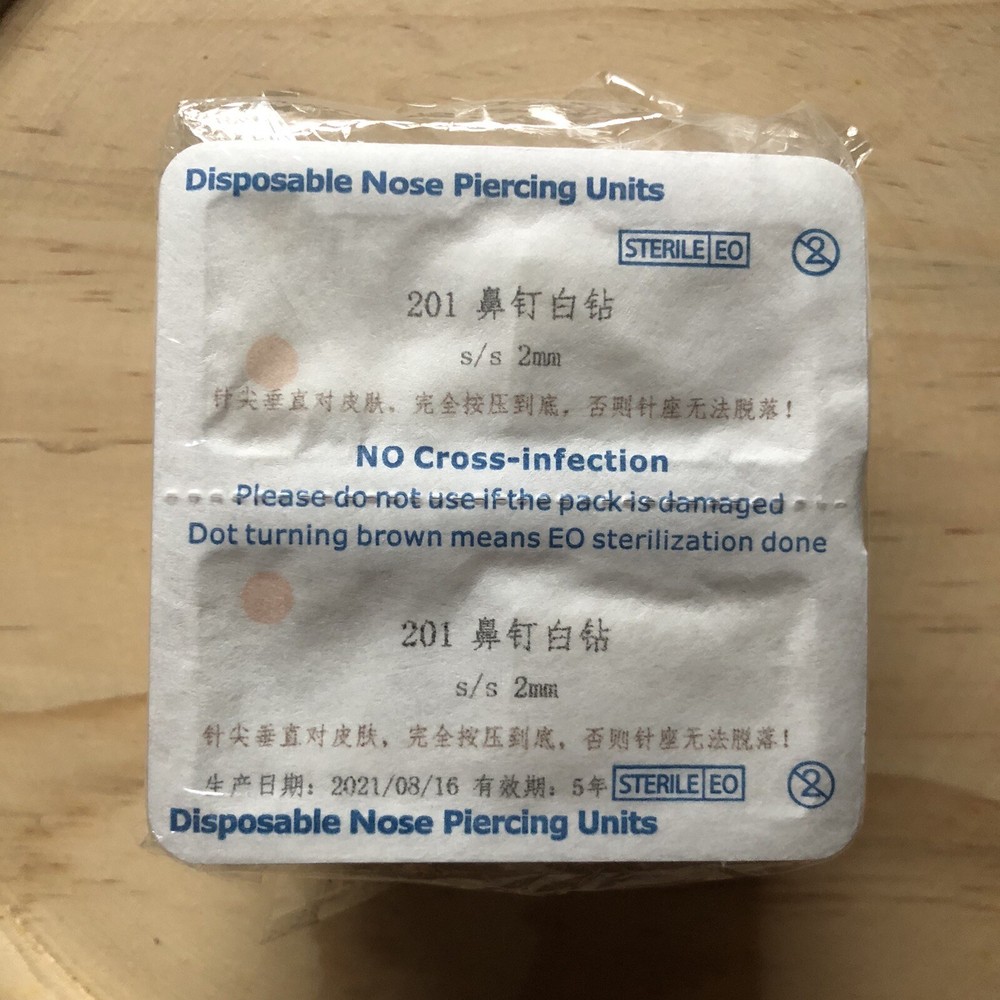 Disposable Nose Piercing Units
STERILE EO
2
201 鼻钉白钻
s/s 2mm
针尖垂直对皮肤，完全按压到底，否则针座无法脱落！
NO Cross-infection
Please do not use if the pack is damaged
Dot turning brown means EO sterilization done
201 鼻钉白钻
s/s 2mm
针尖垂直对皮肤，完全按压到底，否则针座无法脱落！
生产日期：2021/08/16 有效期：5年 STERILE EO
2
Disposable Nose Piercing Units